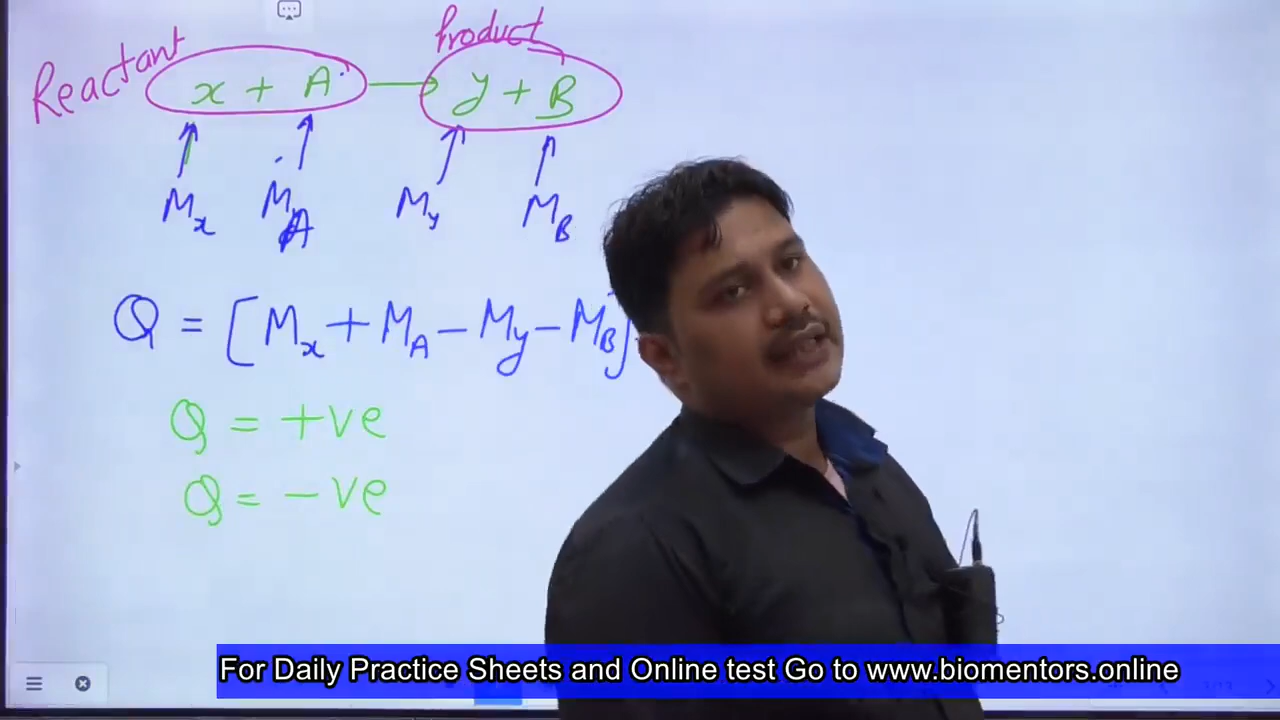 Product
Reactant x + A → y + B
Mx MA My MB
Q = [Mx + MA - My - MB]
Q = +ve
Q = -ve
For Daily Practice Sheets and Online test Go to www.biomentors.online